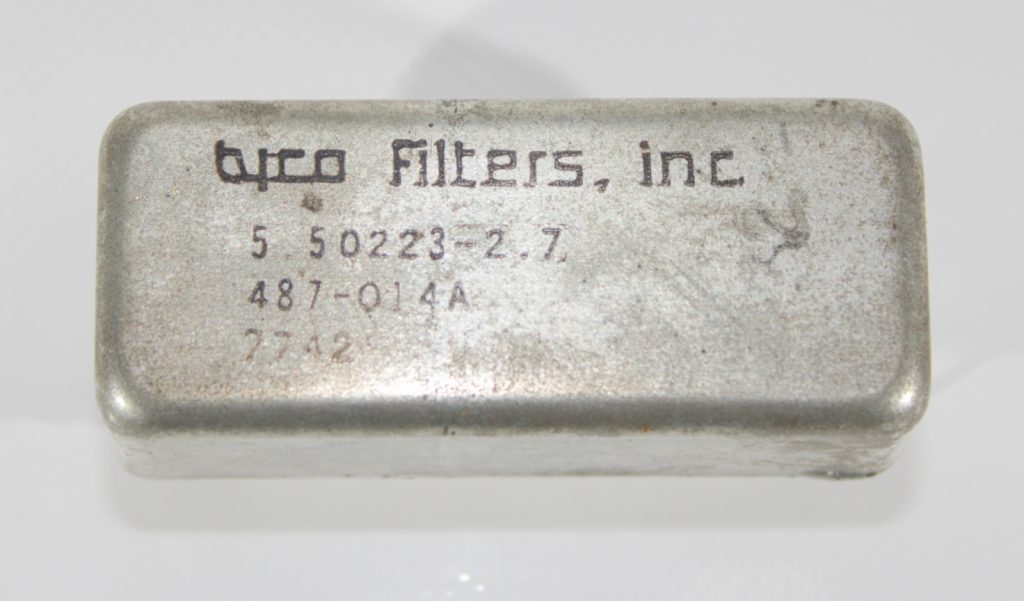 tyco Filters, inc.
5.50223-2.7
487-014A
7742